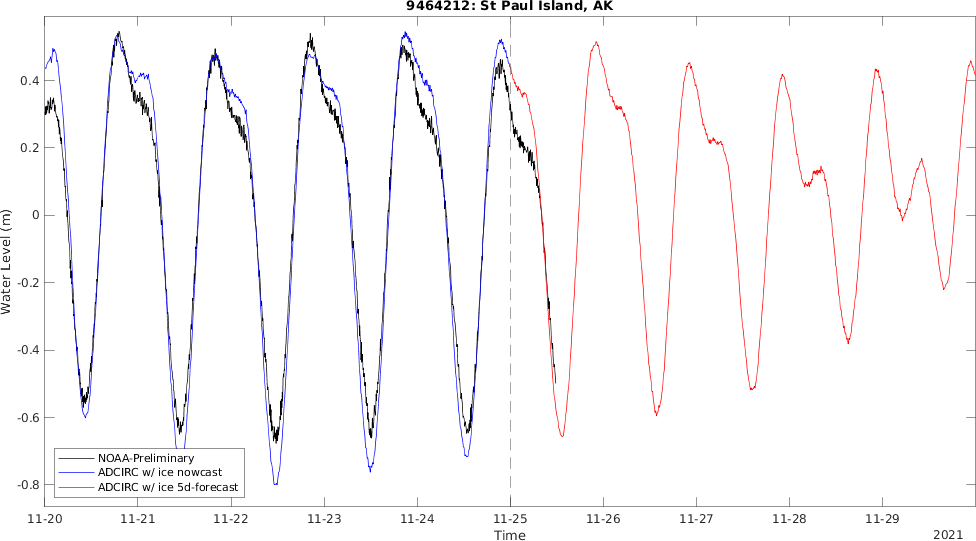 9464212: St Paul Island, AK
Water Level (m)
0.4
0.2
0
-0.2
-0.4
-0.6
-0.8
NOAA-Preliminary
ADCIRC w/ ice nowcast
ADCIRC w/ ice 5d-forecast
11-20 11-21 11-22 11-23 11-24 11-25 11-26 11-27 11-28 11-29
Time
2021